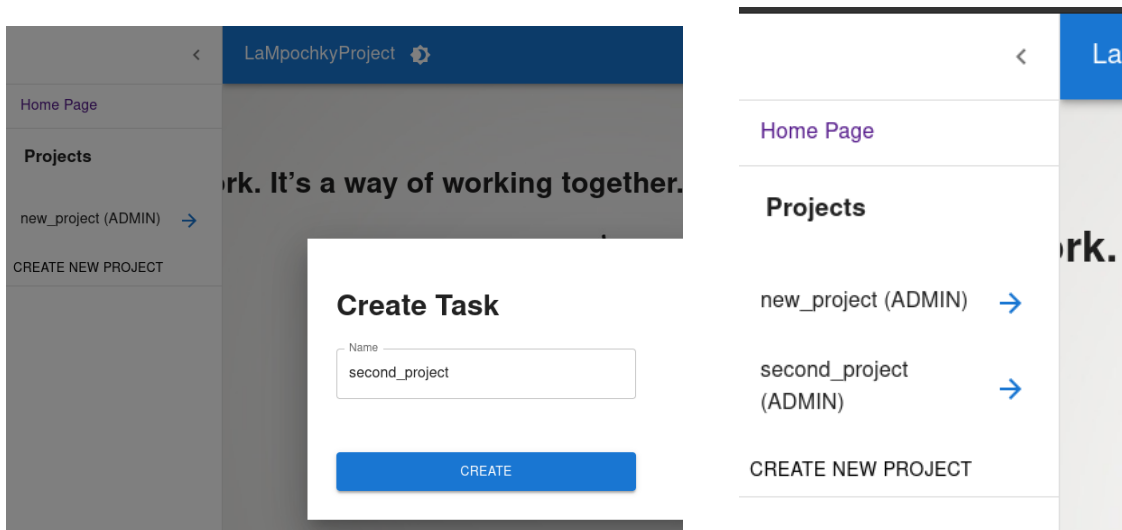 LaMpochkyProject
Home Page
Projects
rk. It's a way of working together.
new_project (ADMIN)
CREATE NEW PROJECT
Create Task
Name
second_project
CREATE
La
Home Page
Projects
rk.
new_project (ADMIN)
second_project
(ADMIN)
CREATE NEW PROJECT